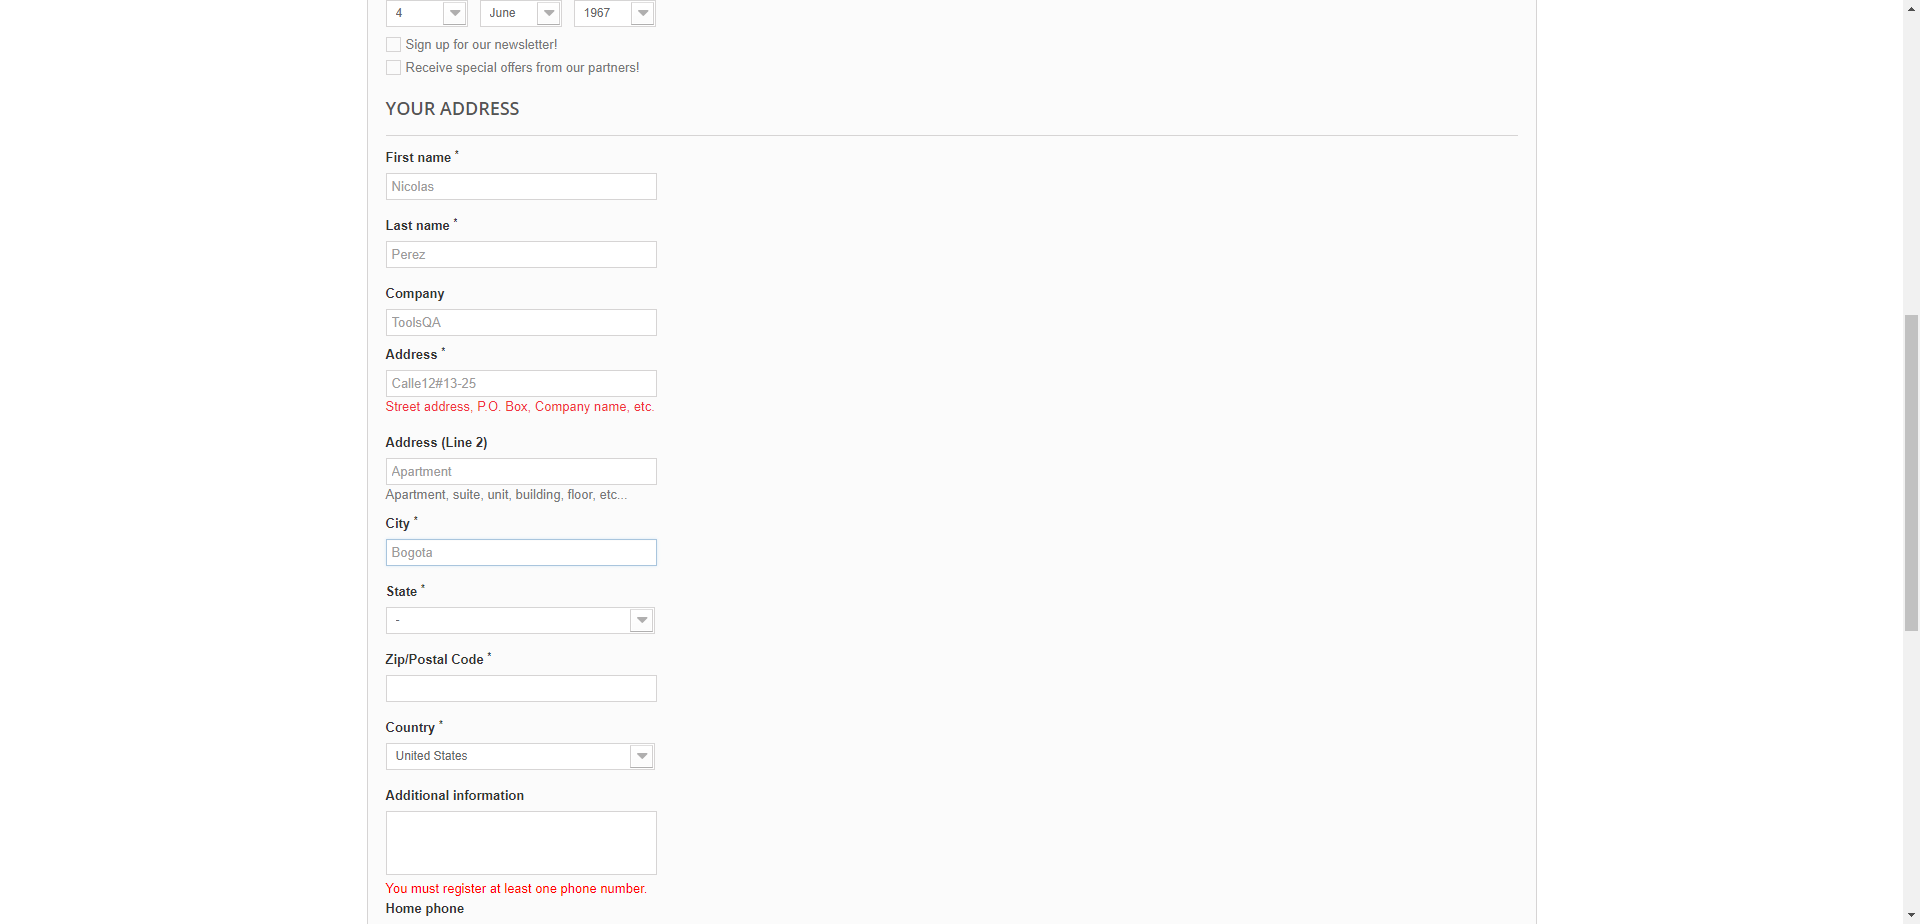 4 June 1967
Sign up for our newsletter!
Receive special offers from our partners!
YOUR ADDRESS
First name *
Nicolas
Last name *
Perez
Company
ToolsQA
Address *
Calle12#13-25
Street address, P.O. Box, Company name, etc.
Address (Line 2)
Apartment
Apartment, suite, unit, building, floor, etc...
City *
Bogota
State *
-
Zip/Postal Code *
Country *
United States
Additional information
You must register at least one phone number.
Home phone